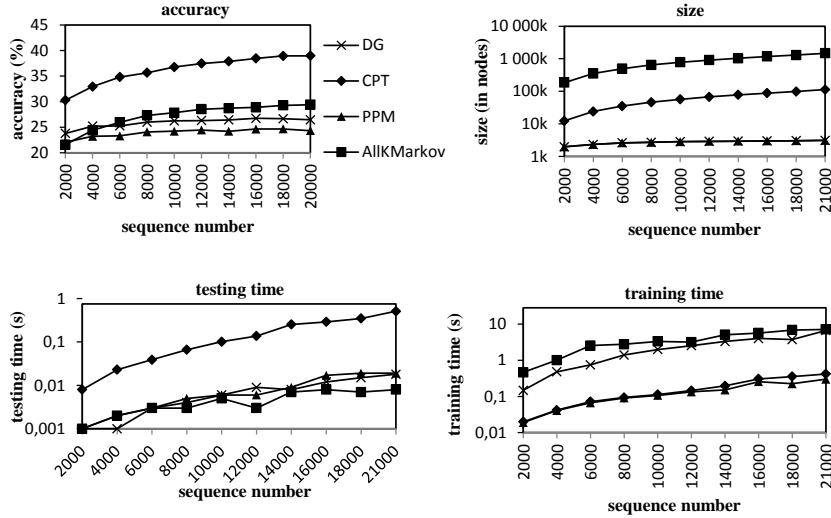 accuracy
45
40
35
30
25
20
accuracy (%)
2000
4000
6000
8000
10000
12000
14000
16000
18000
20000
sequence number
DG
CPT
PPM
AllKMarkov
size
10 000k
1 000k
100k
10k
1k
size (in nodes)
2000
4000
6000
8000
10000
12000
14000
16000
18000
21000
sequence number
testing time
1
0,1
0,01
0,001
testing time (s)
2000
4000
6000
8000
10000
12000
14000
16000
18000
21000
sequence number
training time
10
1
0,1
0,01
training time (s)
2000
4000
6000
8000
10000
12000
14000
16000
18000
21000
sequence number